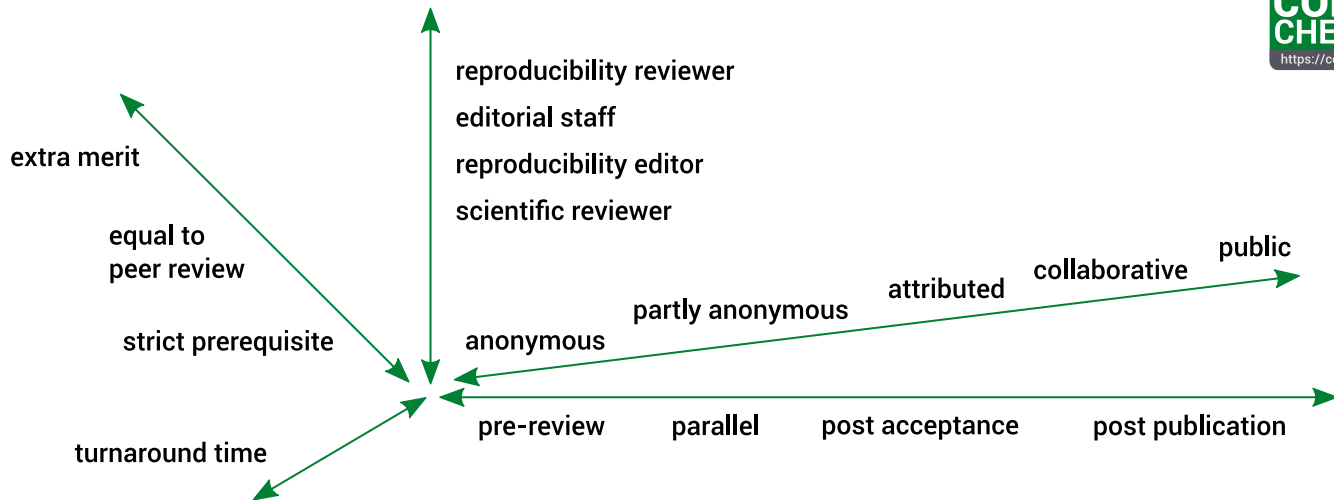 CHE
https://co
reproducibility reviewer
editorial staff
reproducibility editor
scientific reviewer
extra merit
equal to
peer review
strict prerequisite
turnaround time
public
collaborative
attributed
partly anonymous
anonymous
pre-review
parallel
post acceptance
post publication